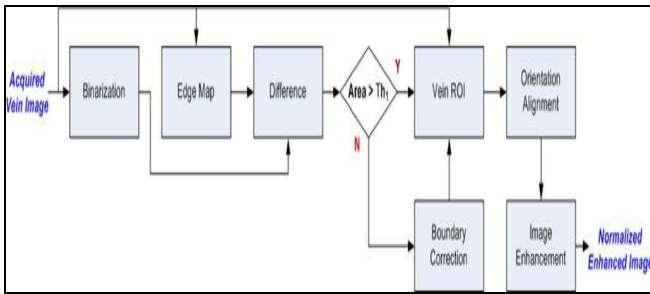 Acquired
Vein Image
Binarization
Edge Map
Difference
Area > Th₁
Y
N
Vein ROI
Orientation
Alignment
Boundary
Correction
Image
Enhancement
Normalized
Enhanced Image